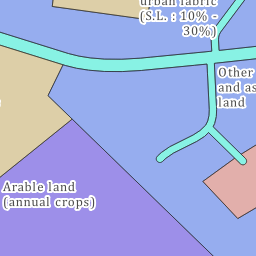 urban fabric
(S.L. : 10% -
30%)
Other
and as
land
Arable land
(annual crops)